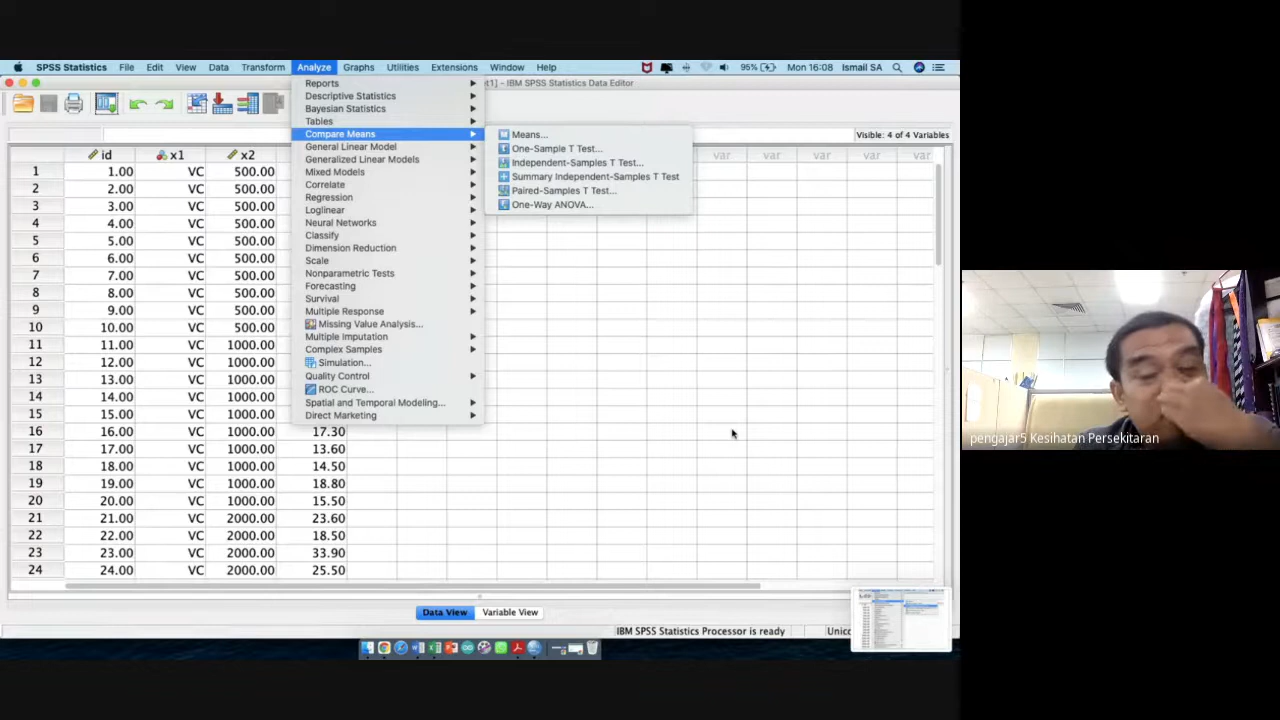 SPSS Statistics File Edit View Data Transform Analyze Graphs Utilities Extensions Window Help 95% Mon 16:08 Ismail SA
t1] – IBM SPSS Statistics Data Editor
Visible: 4 of 4 Variables
Reports
Descriptive Statistics
Bayesian Statistics
Tables
Compare Means
General Linear Model
Generalized Linear Models
Mixed Models
Correlate
Regression
Loglinear
Neural Networks
Classify
Dimension Reduction
Scale
Nonparametric Tests
Forecasting
Survival
Multiple Response
Missing Value Analysis...
Multiple Imputation
Complex Samples
Simulation...
Quality Control
ROC Curve...
Spatial and Temporal Modeling...
Direct Marketing
Means...
One-Sample T Test...
Independent-Samples T Test...
Summary Independent-Samples T Test
Paired-Samples T Test...
One-Way ANOVA...
id x1 x2 var var var var var
1 1.00 VC 500.00
2 2.00 VC 500.00
3 3.00 VC 500.00
4 4.00 VC 500.00
5 5.00 VC 500.00
6 6.00 VC 500.00
7 7.00 VC 500.00
8 8.00 VC 500.00
9 9.00 VC 500.00
10 10.00 VC 500.00
11 11.00 VC 1000.00
12 12.00 VC 1000.00
13 13.00 VC 1000.00
14 14.00 VC 1000.00
15 15.00 VC 1000.00
16 16.00 VC 1000.00 17.30
17 17.00 VC 1000.00 13.60
18 18.00 VC 1000.00 14.50
19 19.00 VC 1000.00 18.80
20 20.00 VC 1000.00 15.50
21 21.00 VC 2000.00 23.60
22 22.00 VC 2000.00 18.50
23 23.00 VC 2000.00 33.90
24 24.00 VC 2000.00 25.50
Data View Variable View
IBM SPSS Statistics Processor is ready Unico
pengajar5 Kesihatan Persekitaran